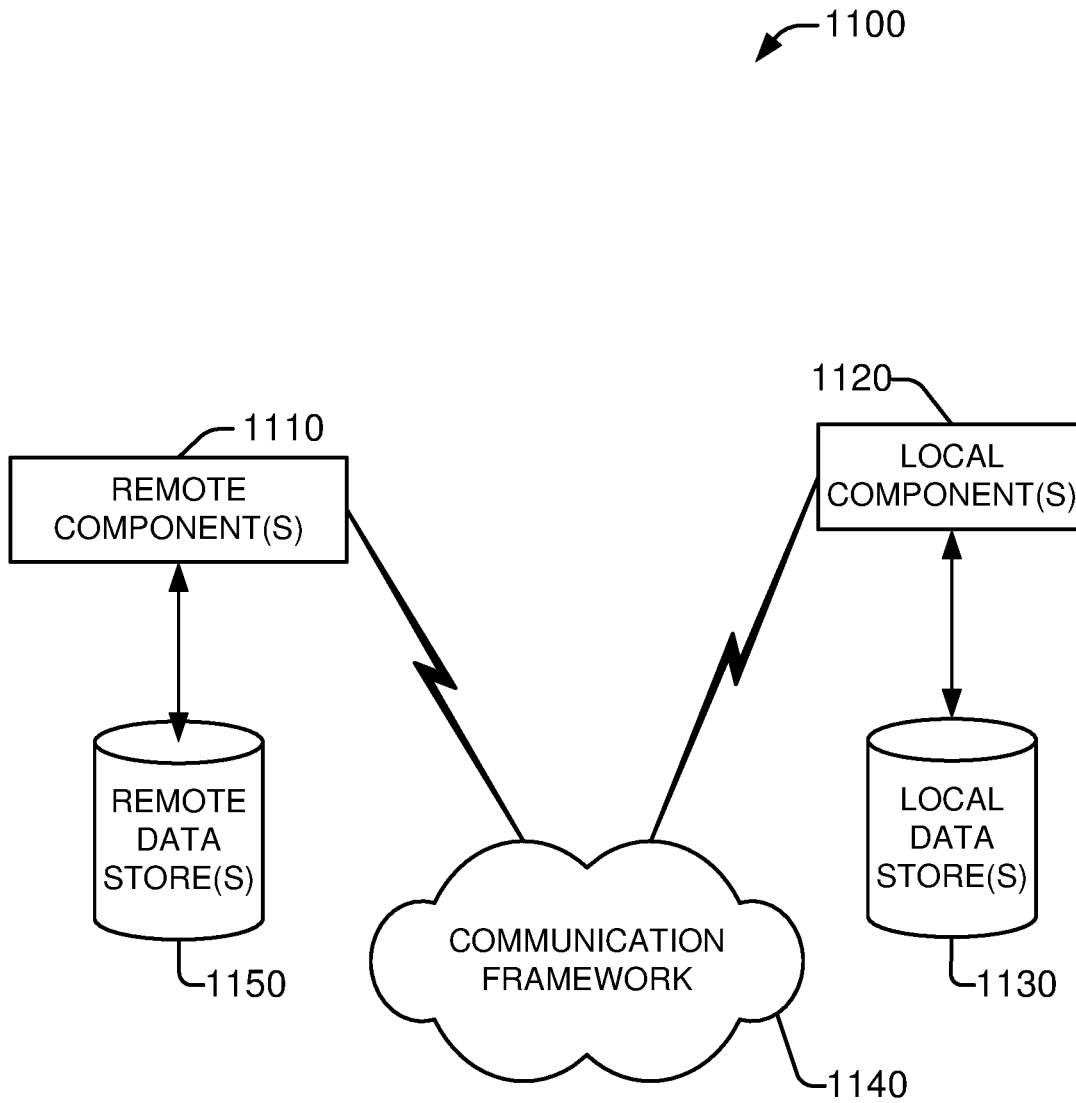 1100
1120
1110
LOCAL
COMPONENT(S)
REMOTE
COMPONENT(S)
REMOTE
DATA
STORE(S)
LOCAL
DATA
STORE(S)
COMMUNICATION
FRAMEWORK
1150
1130
1140